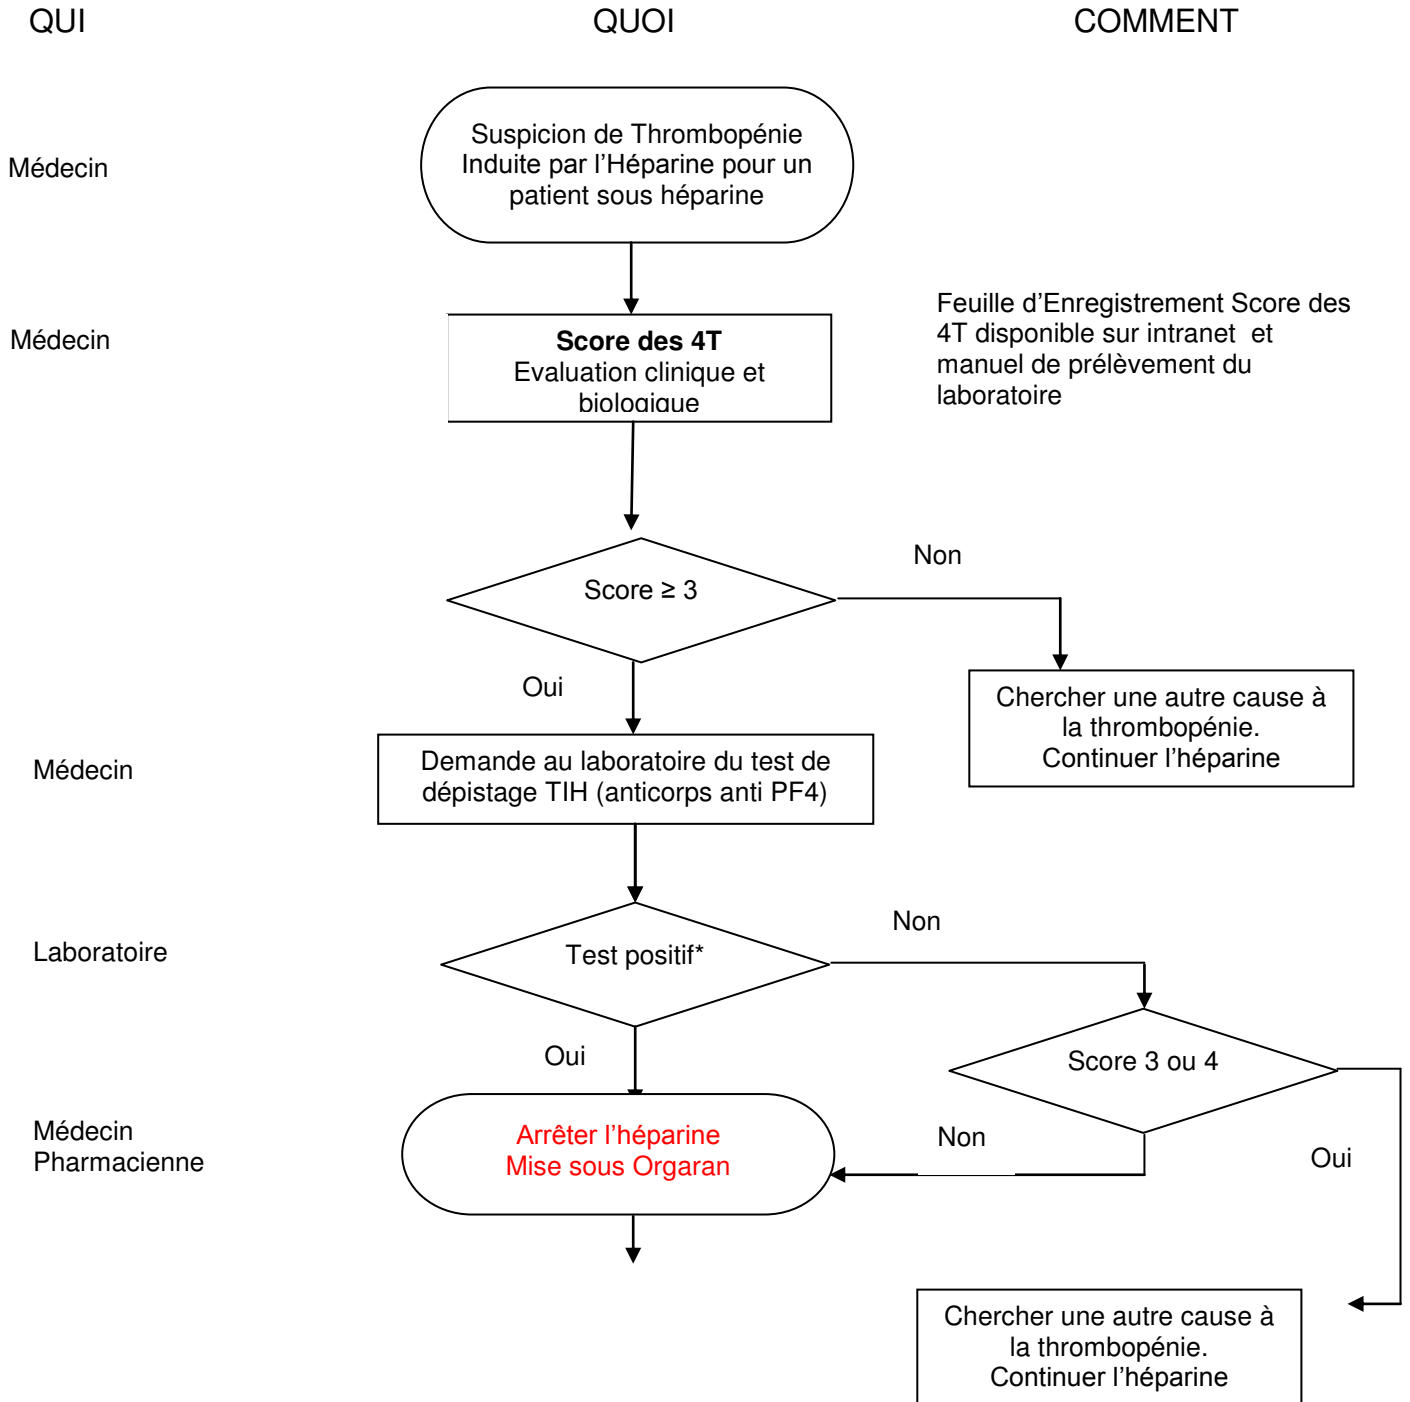 QUI
QUOI
COMMENT
Médecin
Suspicion de Thrombopénie
Induite par l'Héparine pour un
patient sous héparine
Médecin
Score des 4T
Evaluation clinique et
biologique
Feuille d'Enregistrement Score des
4T disponible sur intranet et
manuel de prélèvement du
laboratoire
Score ≥ 3
Non
Oui
Chercher une autre cause à
la thrombopénie.
Continuer l'héparine
Médecin
Demande au laboratoire du test de
dépistage TIH (anticorps anti PF4)
Laboratoire
Test positif*
Non
Oui
Score 3 ou 4
Médecin
Pharmacienne
Arrêter l'héparine
Mise sous Orgaran
Non
Oui
Chercher une autre cause à
la thrombopénie.
Continuer l'héparine